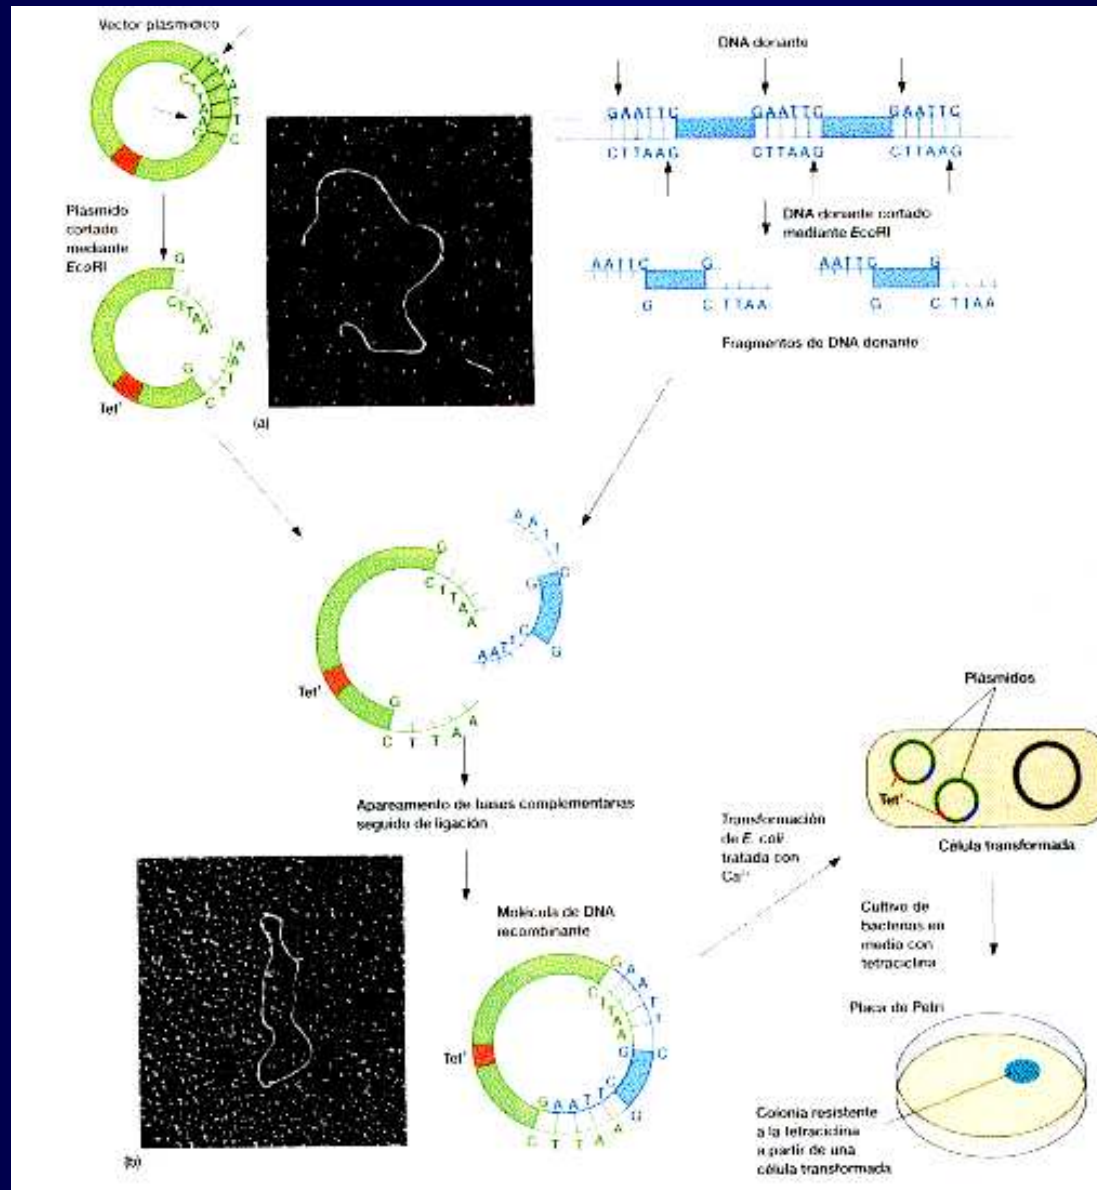 Vector plasmídico
G A A T T C
C T T A A G
Plásmido
cortado
mediante
EcoRI
G
C T T A A
A
A
T
T
C
G
Tet^r
(a)
DNA donante
GAATTC GAATTC GAATTC
CTTAAG CTTAAG CTTAAG
DNA donante cortado
mediante EcoRI
AATTC G AATTC G
G CTTAA G CTTAA
Fragmentos de DNA donante
G
C T T A A
A A T T C
G
G
C T T A A
A A T T C
G
Tet^r
Apareamiento de bases complementarias
seguido de ligación
(b)
Molécula de DNA
recombinante
G A A T T C
C T T A A G
G A A T T C
C T T A A G
Tet^r
Transformación
de E. coli
tratada con
Ca²⁺
Plásmidos
Tet^r
Célula transformada
Cultivo de
bacterias en
medio con
tetraciclina
Placa de Petri
Colonia resistente
a la tetraciclina
a partir de una
célula transformada